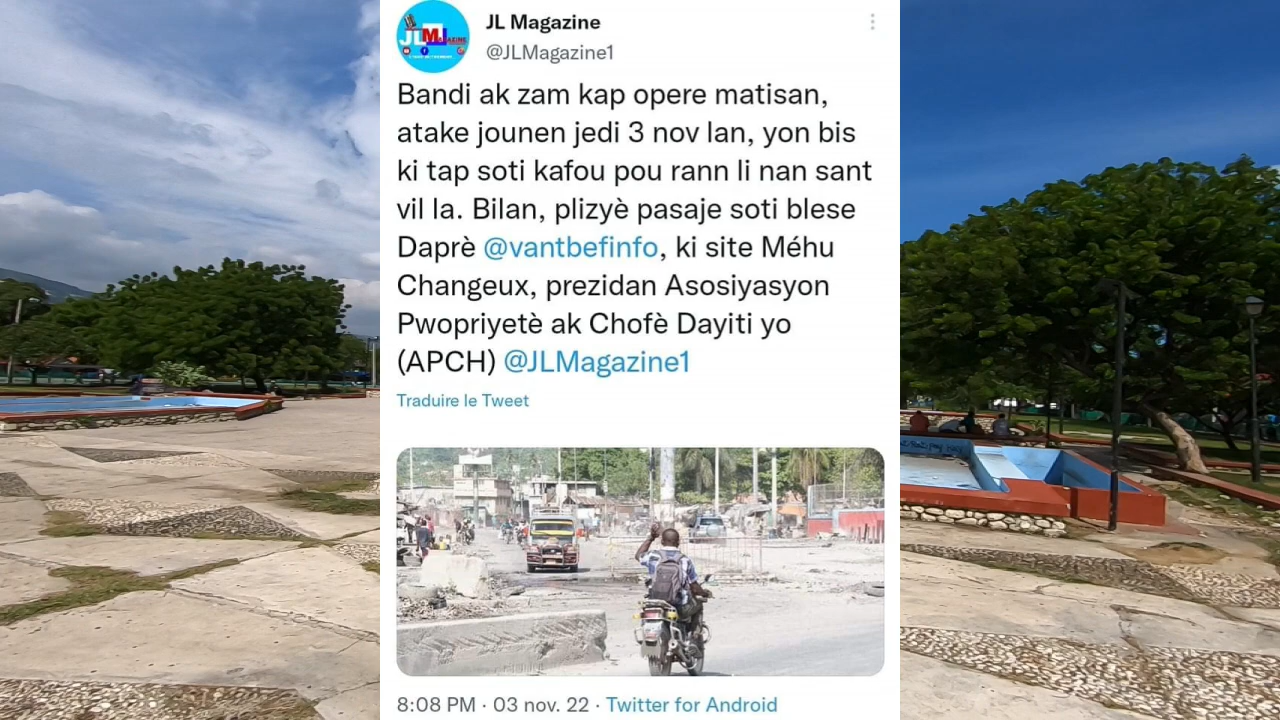 JL Magazine
@JLMagazine1
Bandi ak zam kap opere matisan,
atake jounen jedi 3 nov lan, yon bis
ki tap soti kafou pou rann li nan sant
vil la. Bilan, plizyè pasaje soti blese
Daprè @vantbefinfo, ki site Méhu
Changeux, prezidan Asosiyasyon
Pwopriyetè ak Chofè Dayiti yo
(APCH) @JLMagazine1
Traduire le Tweet
8:08 PM · 03 nov. 22 · Twitter for Android